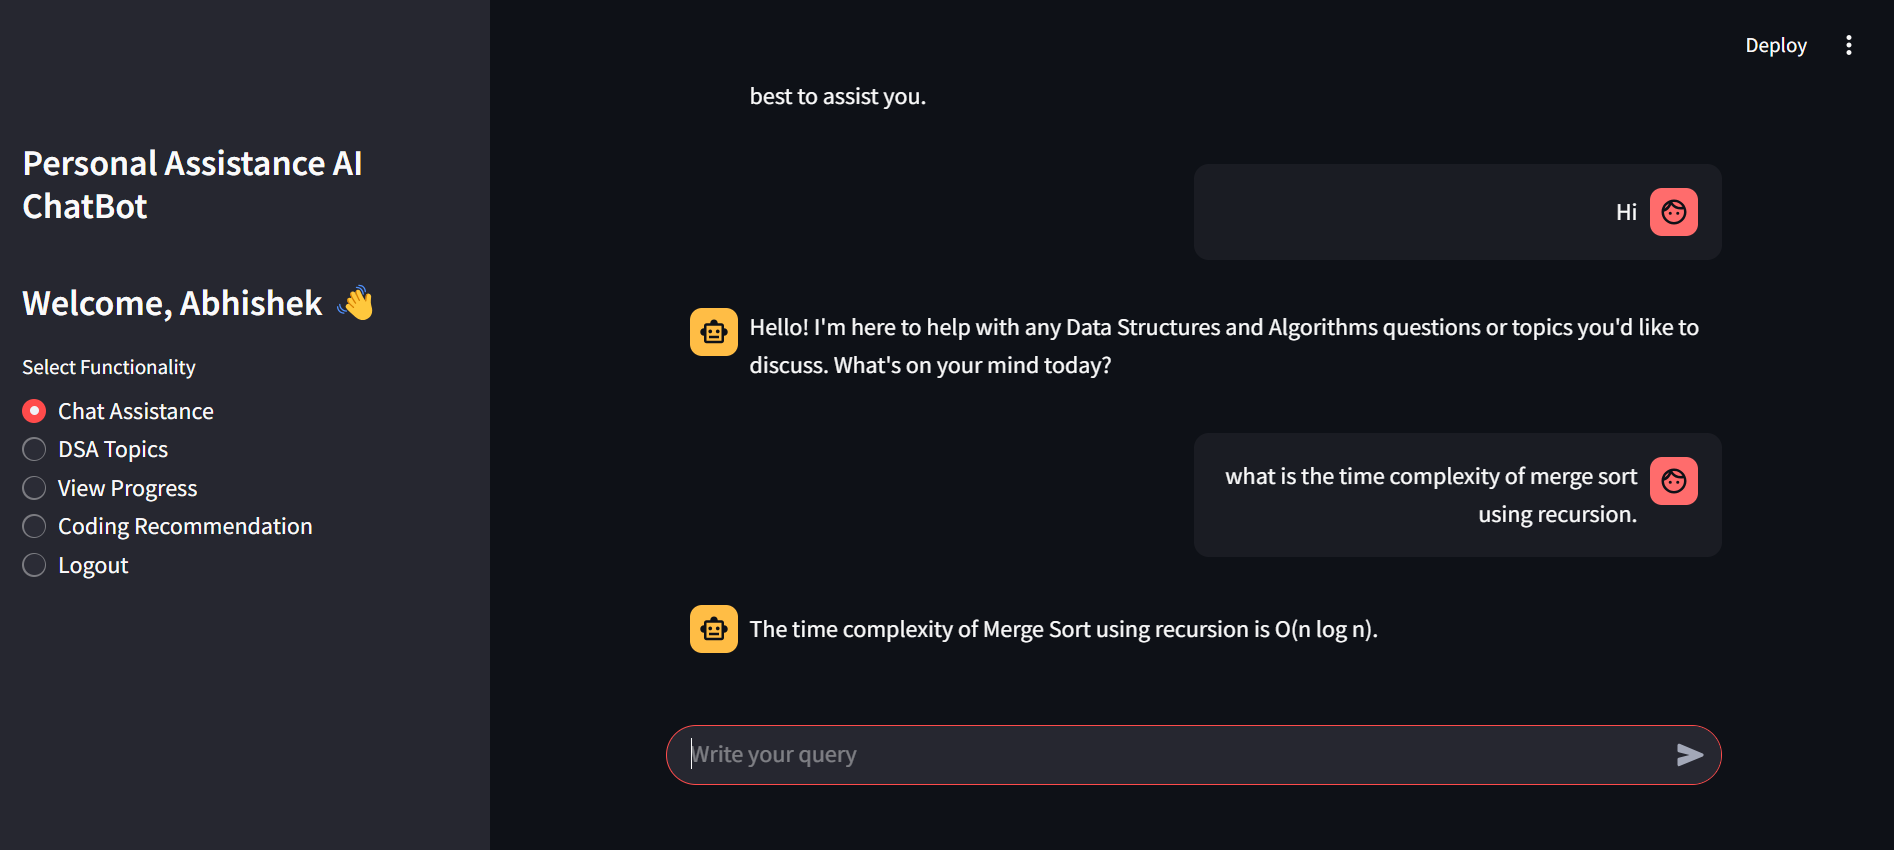 Deploy
Personal Assistance AI
ChatBot
Welcome, Abhishek 👋
Select Functionality
Chat Assistance
DSA Topics
View Progress
Coding Recommendation
Logout
best to assist you.
Hi
Hello! I'm here to help with any Data Structures and Algorithms questions or topics you'd like to
discuss. What's on your mind today?
what is the time complexity of merge sort
using recursion.
The time complexity of Merge Sort using recursion is O(n log n).
Write your query